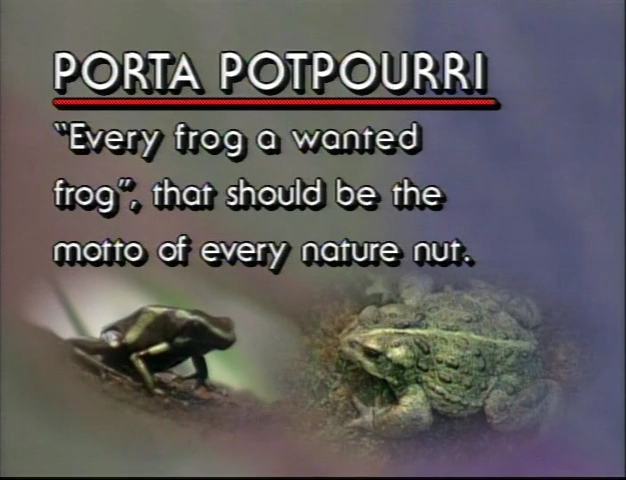 PORTA POTPOURRI
“Every frog a wanted
frog”, that should be the
motto of every nature nut.